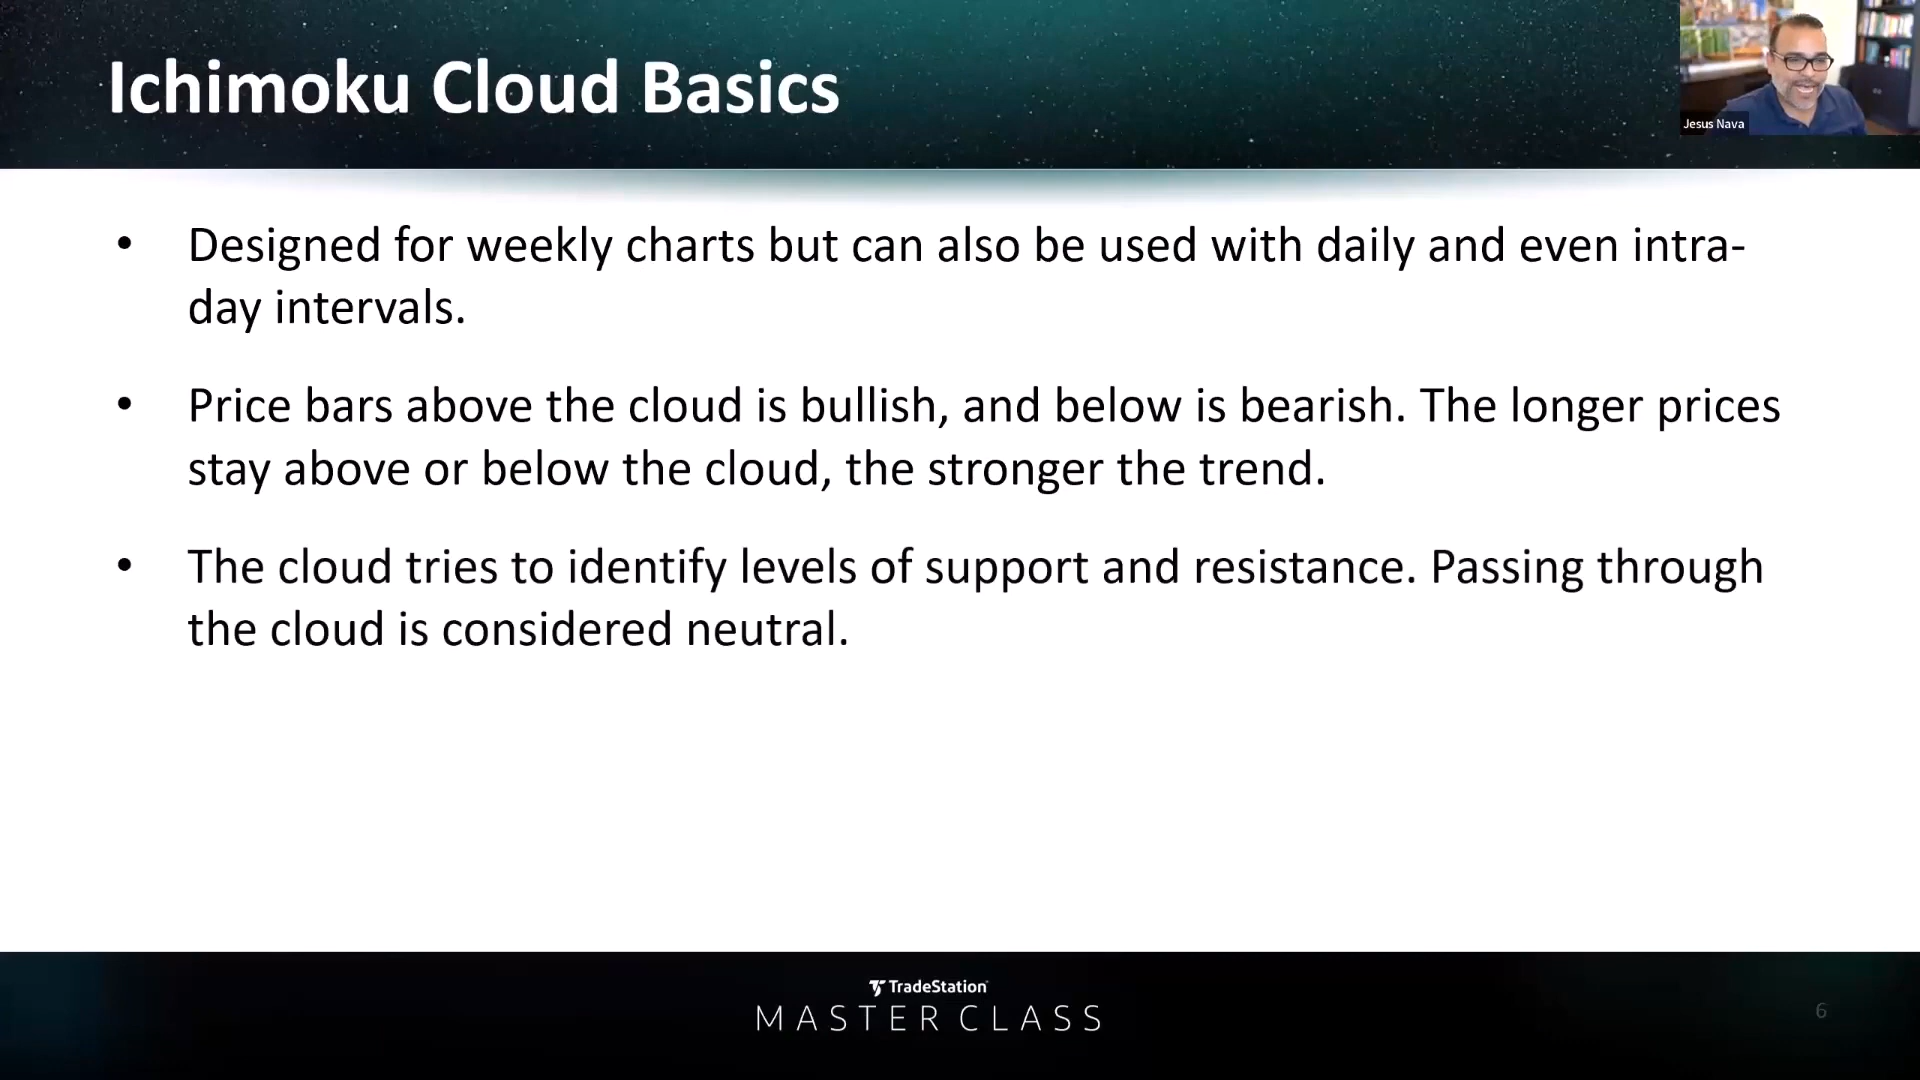 Ichimoku Cloud Basics
Jesus Nava
• Designed for weekly charts but can also be used with daily and even intra-
day intervals.
• Price bars above the cloud is bullish, and below is bearish. The longer prices
stay above or below the cloud, the stronger the trend.
• The cloud tries to identify levels of support and resistance. Passing through
the cloud is considered neutral.
TradeStation
MASTER CLASS
6